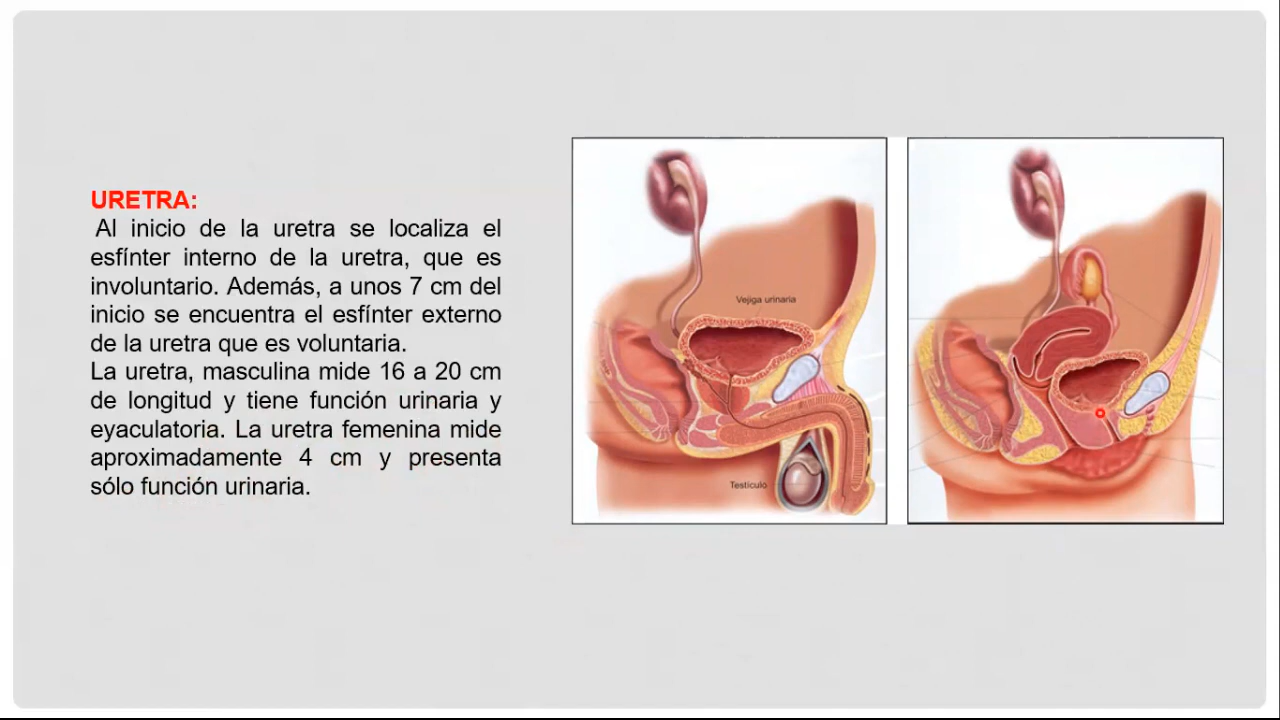 URETRA:
Al inicio de la uretra se localiza el
esfínter interno de la uretra, que es
involuntario. Además, a unos 7 cm del
inicio se encuentra el esfínter externo
de la uretra que es voluntaria.
La uretra, masculina mide 16 a 20 cm
de longitud y tiene función urinaria y
eyaculatoria. La uretra femenina mide
aproximadamente 4 cm y presenta
sólo función urinaria.
Vejiga urinaria
Testículo